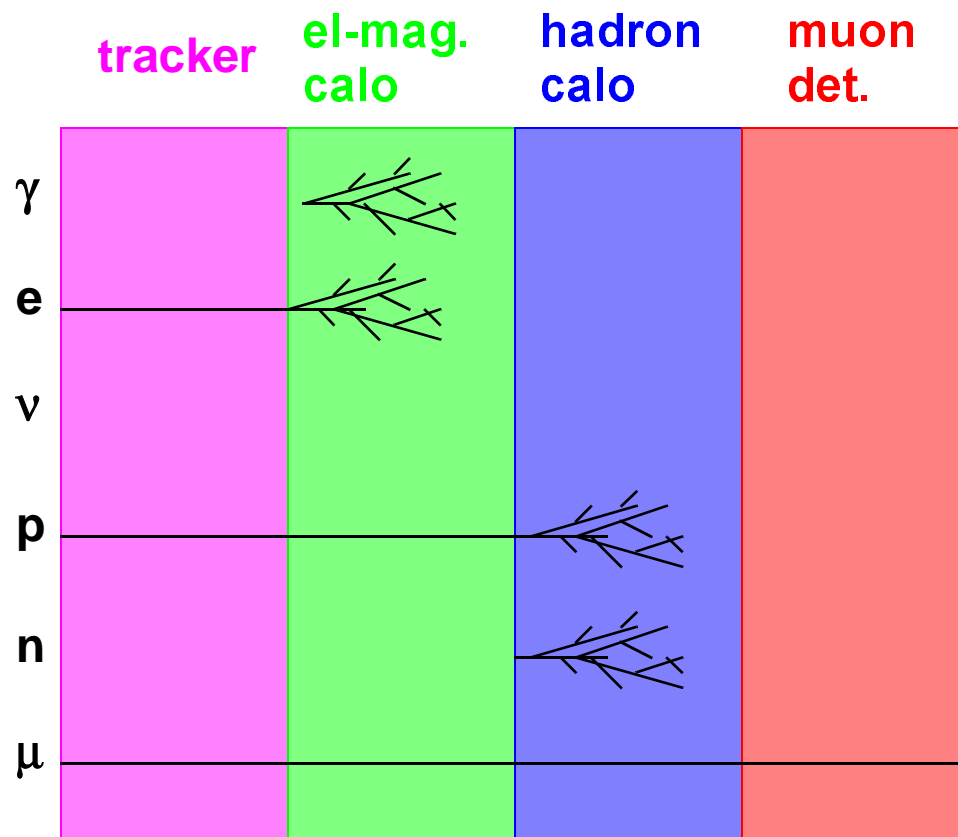 tracker
el-mag.
calo
hadron
calo
muon
det.
γ
e
ν
p
n
μ